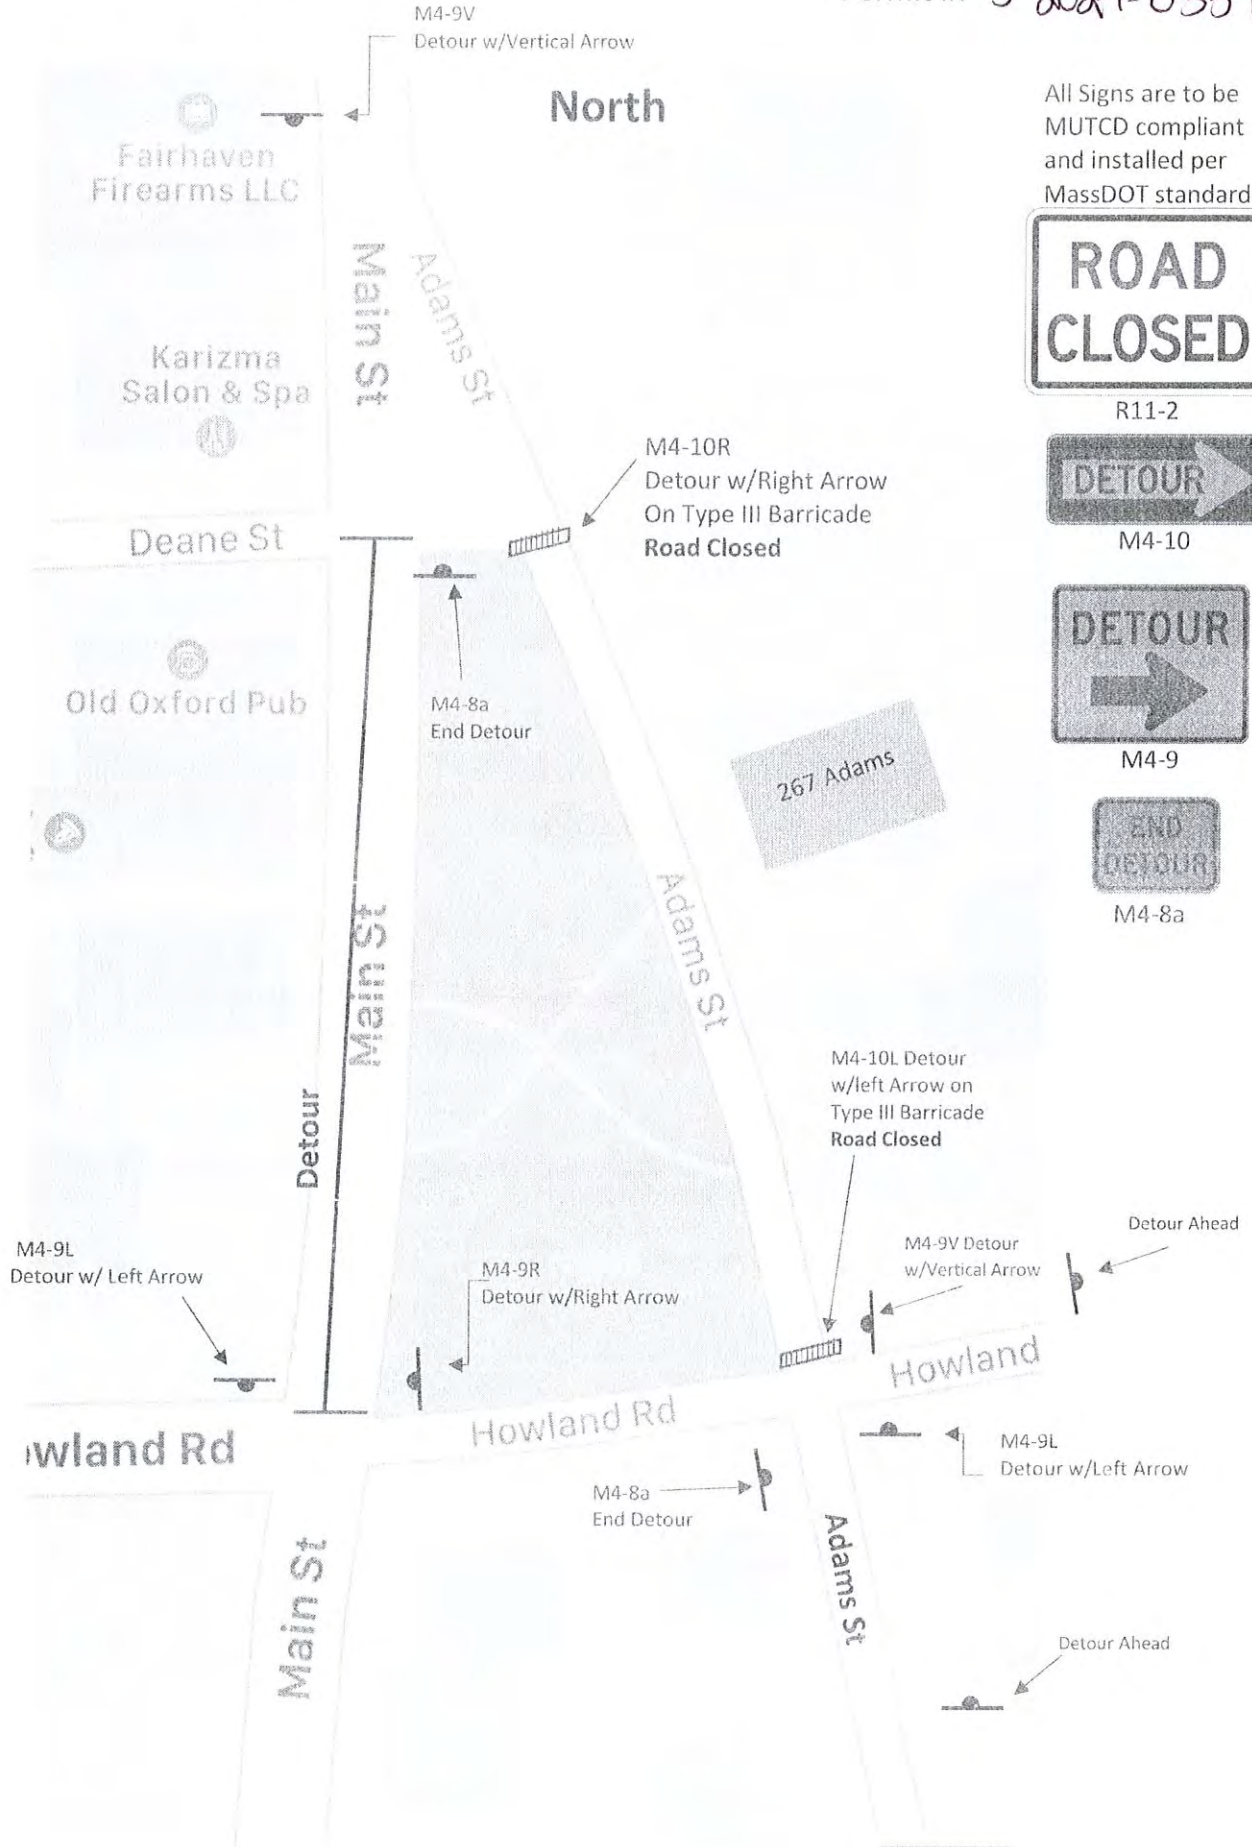 M4-9V
Detour w/Vertical Arrow
North
All Signs are to be
MUTCD compliant
and installed per
MassDOT standard
Fairhaven
Firearms LLC
ROAD
CLOSED
R11-2
Main St
Adams St
Karizma
Salon & Spa
DETOUR
M4-10
M4-10R
Detour w/Right Arrow
On Type III Barricade
Road Closed
Deane St
DETOUR
M4-9
Old Oxford Pub
M4-8a
End Detour
267 Adams
END
DETOUR
M4-8a
Main St
Adams St
Detour
M4-10L Detour
w/left Arrow on
Type III Barricade
Road Closed
M4-9L
Detour w/ Left Arrow
M4-9R
Detour w/Right Arrow
M4-9V Detour
w/Vertical Arrow
Detour Ahead
Howland
Howland Rd
wland Rd
M4-9L
Detour w/Left Arrow
M4-8a
End Detour
Main St
Adams St
Detour Ahead